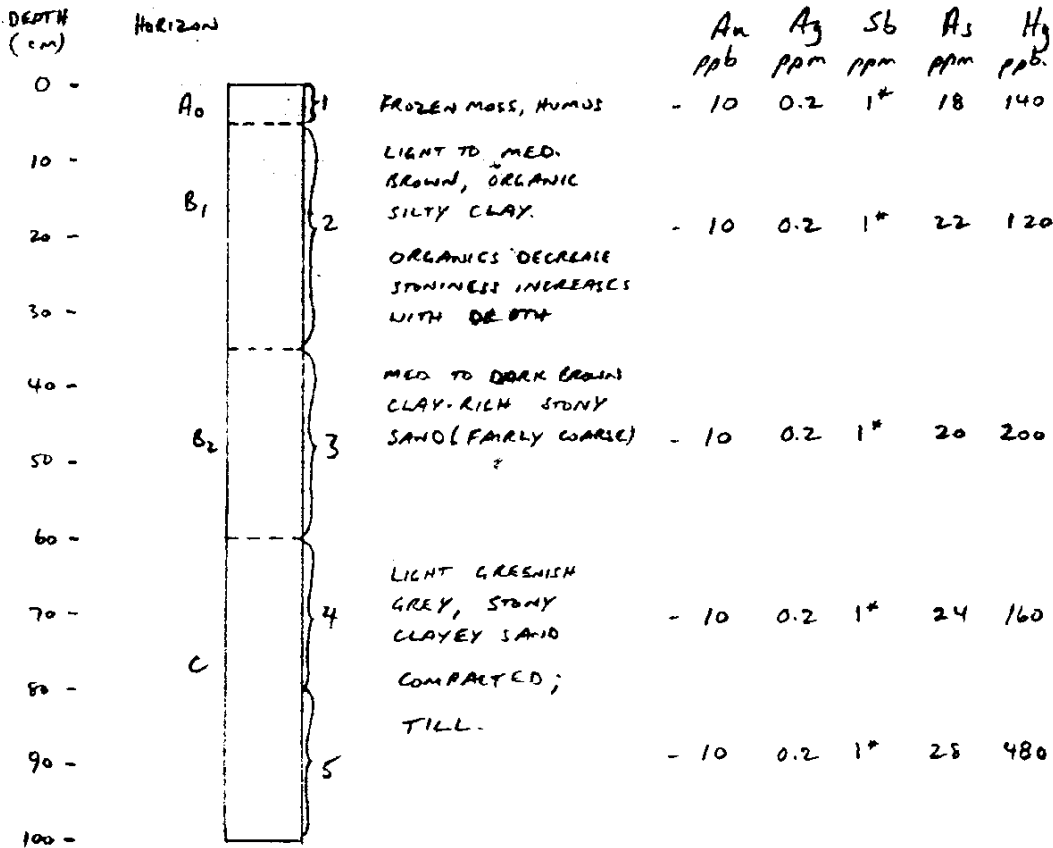 DEPTH (cm) HORIZON Au Ag Sb As Hg
ppb ppm ppm ppm ppb.
0 -
A0 1 FROZEN MOSS, HUMUS - 10 0.2 1* 18 140
10 - LIGHT TO MED.
BROWN, ORGANIC
B1 SILTY CLAY.
20 - 2 - 10 0.2 1* 22 120
ORGANICS DECREASE
STONINESS INCREASES
30 - WITH DEPTH
40 - MED TO DARK BROWN
CLAY-RICH STONY
B2 3 SAND (FAIRLY COARSE) - 10 0.2 1* 20 200
50 -
60 -
LIGHT GREENISH
70 - 4 GREY, STONY - 10 0.2 1* 24 160
CLAYEY SAND
C COMPACTED;
80 -
TILL.
90 - 5 - 10 0.2 1* 28 480
100 -